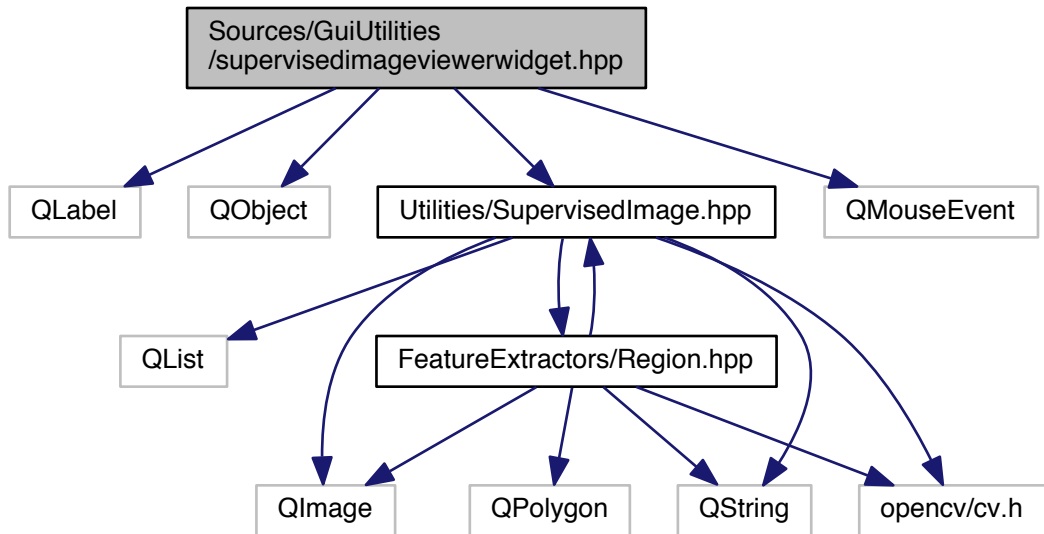 Sources/GuiUtilities
/supervisedimageviewerwidget.hpp
QLabel
QObject
Utilities/SupervisedImage.hpp
QMouseEvent
QList
FeatureExtractors/Region.hpp
QImage
QPolygon
QString
opencv/cv.h